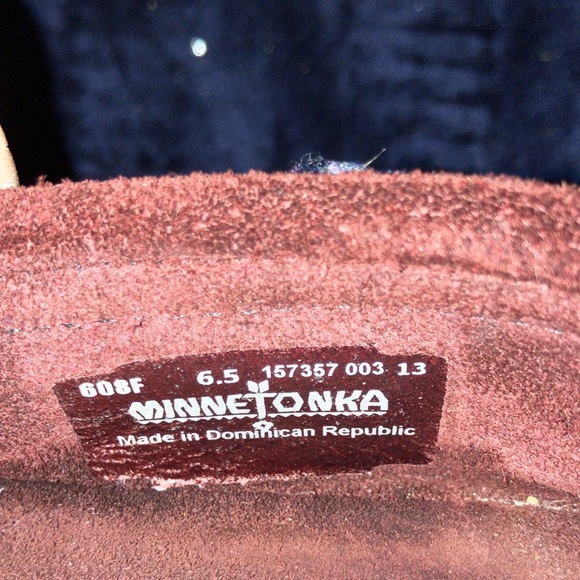 608F 6.5 157357 003 13
MINNETONKA
Made in Dominican Republic